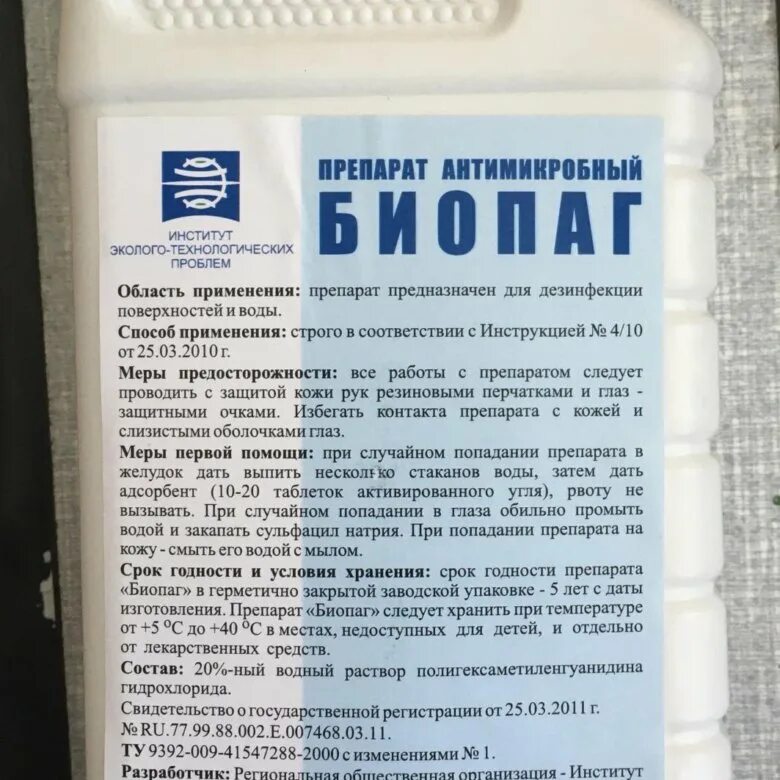 ИНСТИТУТ
ЭКОЛОГО-ТЕХНОЛОГИЧЕСКИХ
ПРОБЛЕМ
ПРЕПАРАТ АНТИМИКРОБНЫЙ
БИОПАГ
Область применения: препарат предназначен для дезинфекции
поверхностей и воды.
Способ применения: строго в соответствии с Инструкцией № 4/10
от 25.03.2010 г.
Меры предосторожности: все работы с препаратом следует
проводить с защитой кожи рук резиновыми перчатками и глаз -
защитными очками. Избегать контакта препарата с кожей и
слизистыми оболочками глаз.
Меры первой помощи: при случайном попадании препарата в
желудок дать выпить несколько стаканов воды, затем дать
адсорбент (10-20 таблеток активированного угля), рвоту не
вызывать. При случайном попадании в глаза обильно промыть
водой и закапать сульфацил натрия. При попадании препарата на
кожу - смыть его водой с мылом.
Срок годности и условия хранения: срок годности препарата
«Биопаг» в герметично закрытой заводской упаковке - 5 лет с даты
изготовления. Препарат «Биопаг» следует хранить при температуре
от +5 ⁰С до +40 ⁰С в местах, недоступных для детей, и отдельно
от лекарственных средств.
Состав: 20%-ный водный раствор полигексаметиленгуанидина
гидрохлорида.
Свидетельство о государственной регистрации от 25.03.2011 г.
№ RU.77.99.88.002.Е.007468.03.11.
ТУ 9392-009-41547288-2000 с изменениями № 1.
Разработчик: Региональная общественная организация - Институт